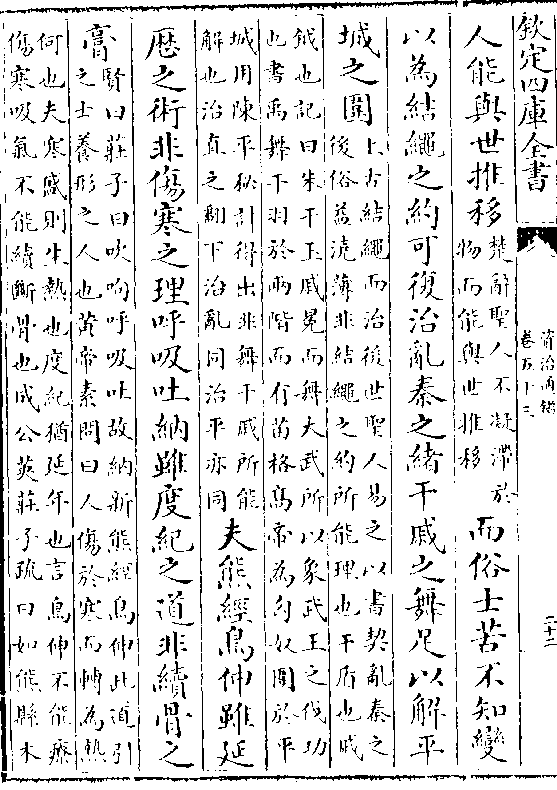 欽定四庫全書
資治通鑑
卷五十三
二十二
人能與世推移
楚辭聖人不凝滯於
物而能與世推移
而俗士苦不知變
以為結繩之約可復治亂秦之緒干戚之舞足以解平
城之圍
上古結繩而治後世聖人易之以書契亂秦之
後俗益澆薄非結繩之約所能理也干盾也戚
鉞也記曰朱干玉戚冕而舞大武所以象武王之伐功
也書禹舞干羽於兩階而有苗格髙帝為匈奴圍於平
城用陳平秘計得出非舞干戚所能
解也治直之翻下治亂同治平亦同
夫熊經鳥伸雖延
厯之術非傷寒之理呼吸吐納雖度紀之道非續骨之
膏
賢曰莊子曰吹呴呼吸吐故納新熊經鳥伸此道引
之士養形之人也黄帝素問曰人傷於寒而轉為熱
何也夫寒盛則生熱也度紀猶延年也言鳥伸不能療
傷寒吸氣不能續斷骨也成公英莊子疏曰如熊縣木